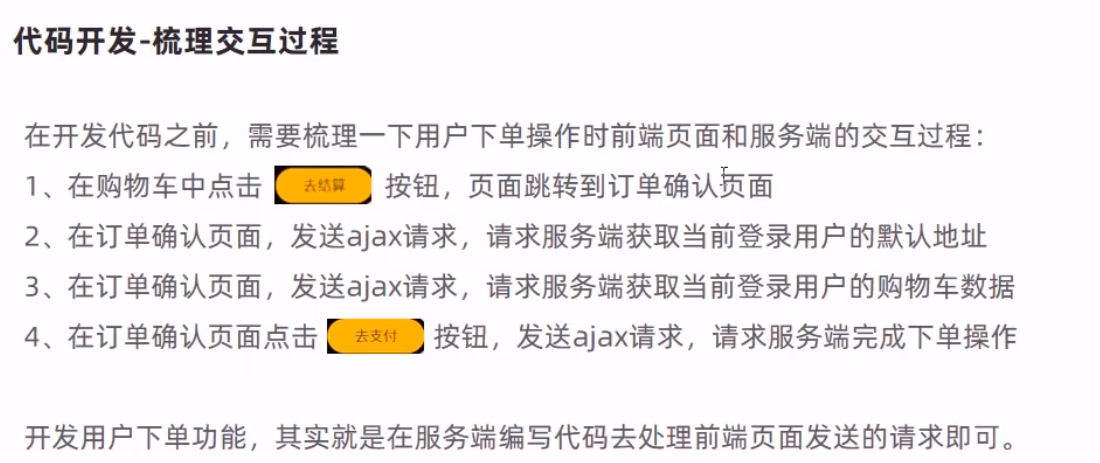 代码开发-梳理交互过程
在开发代码之前，需要梳理一下用户下单操作时前端页面和服务端的交互过程：
1、在购物车中点击 去结算 按钮，页面跳转到订单确认页面
2、在订单确认页面，发送ajax请求，请求服务端获取当前登录用户的默认地址
3、在订单确认页面，发送ajax请求，请求服务端获取当前登录用户的购物车数据
4、在订单确认页面点击 去支付 按钮，发送ajax请求，请求服务端完成下单操作
开发用户下单功能，其实就是在服务端编写代码去处理前端页面发送的请求即可。